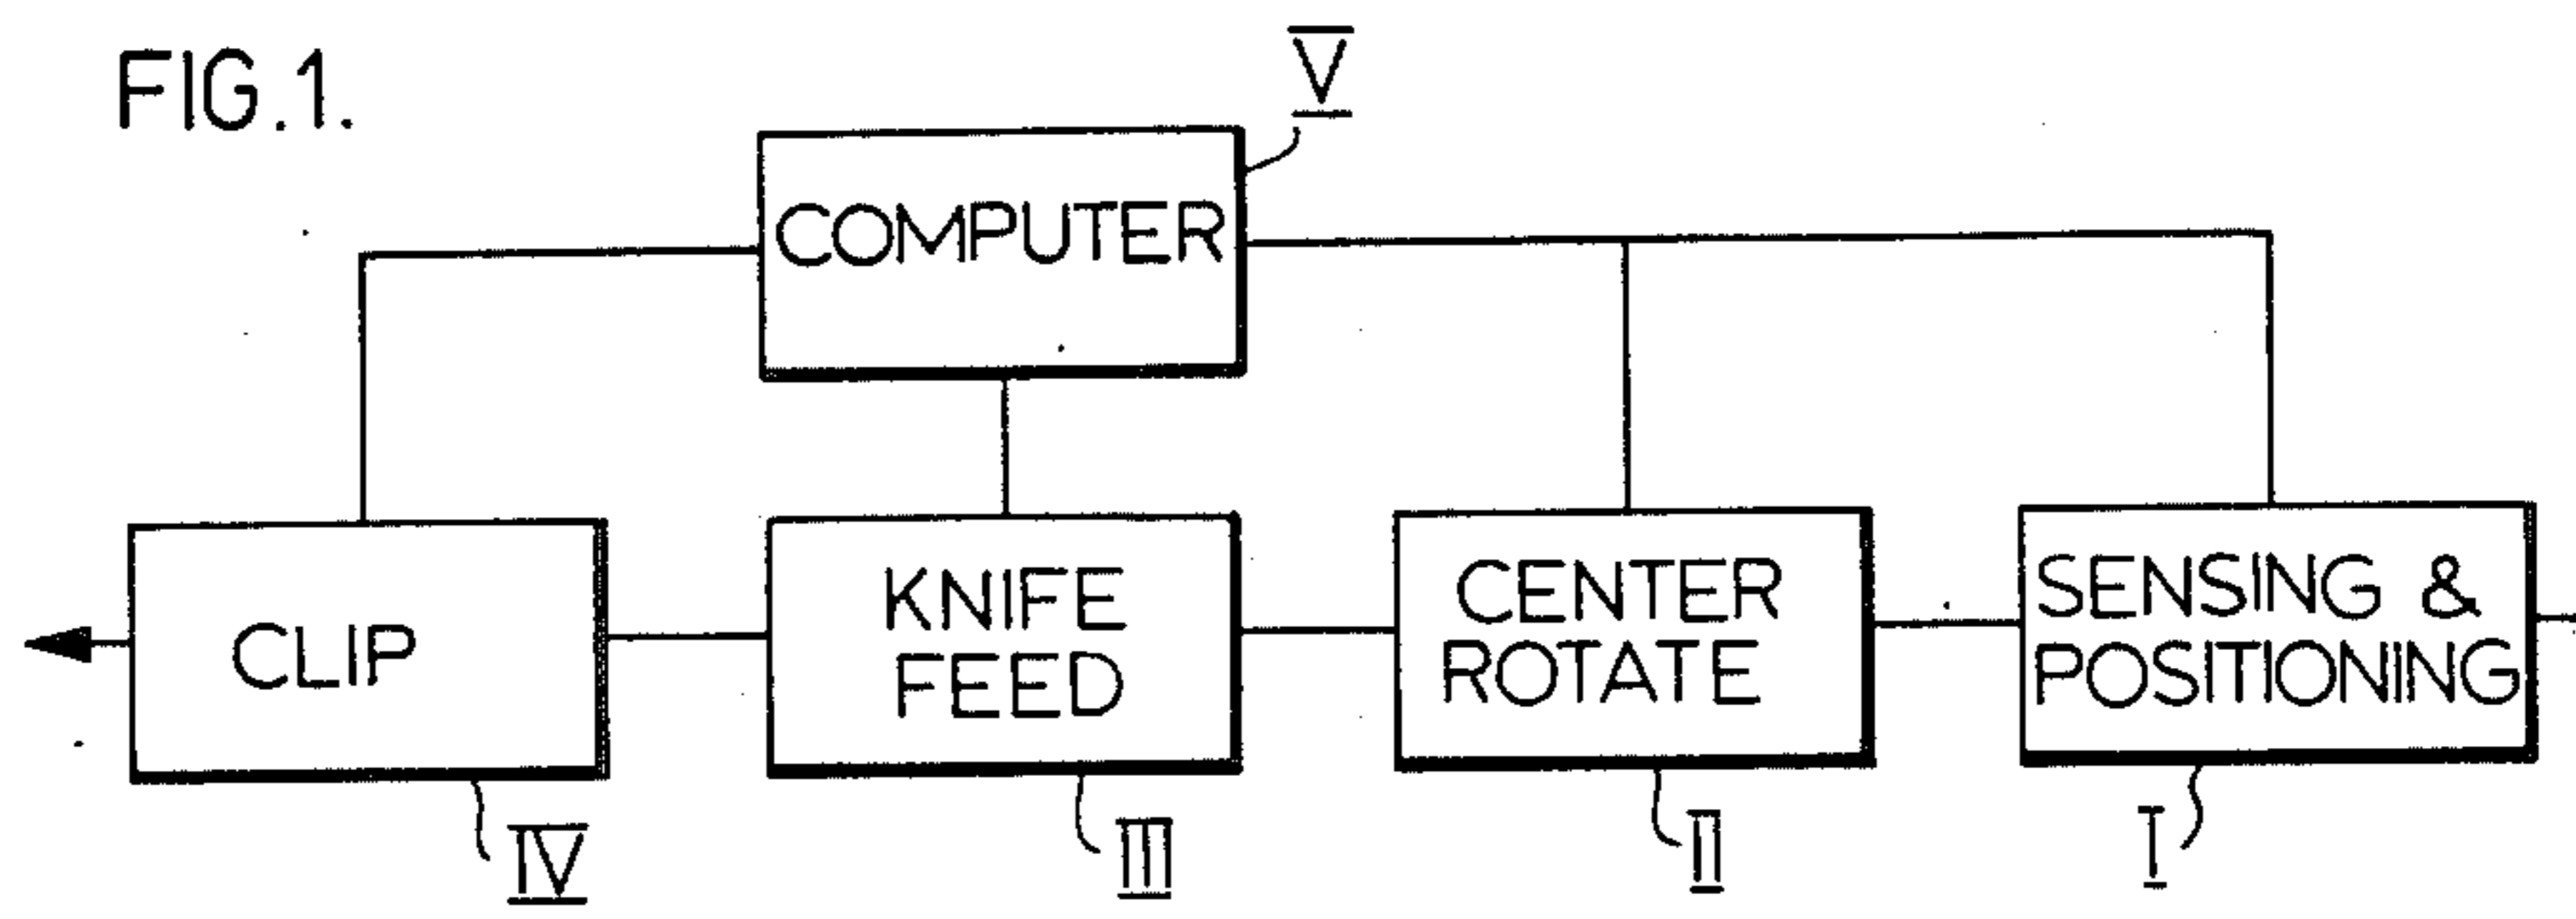 FIG.1.
V
COMPUTER
CLIP
KNIFE
FEED
CENTER
ROTATE
SENSING &
POSITIONING
IV
III
II
I